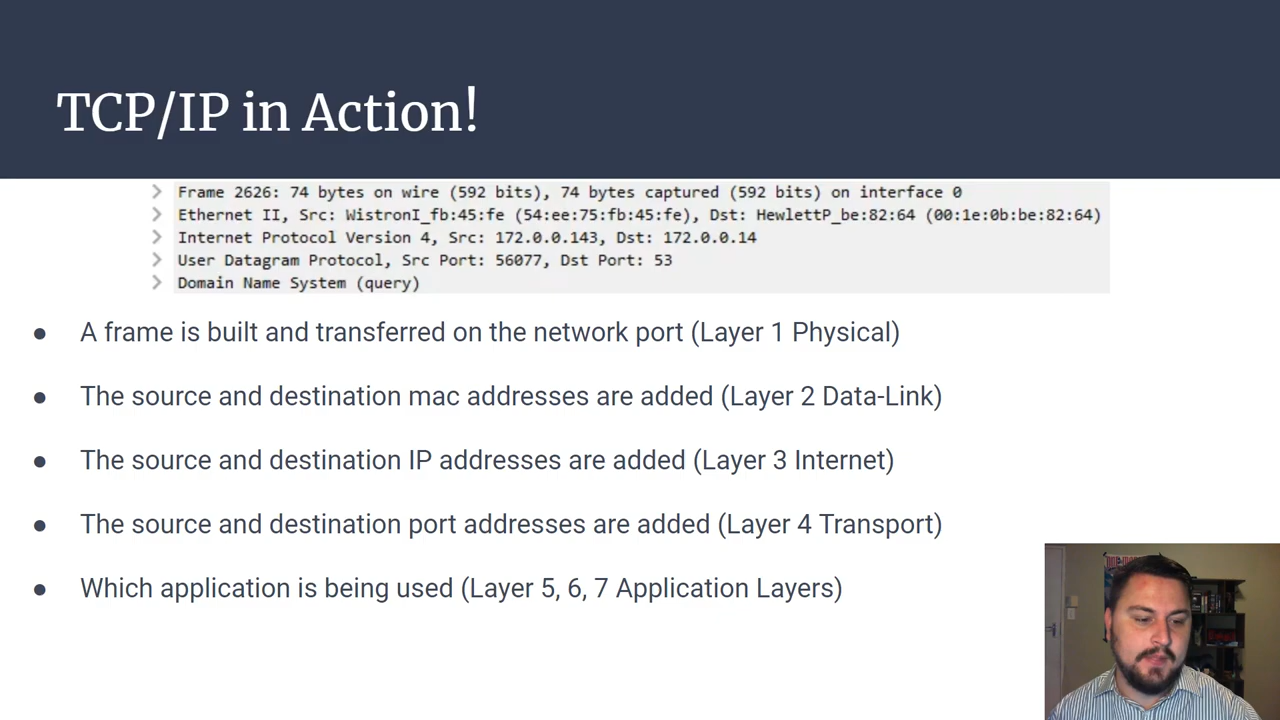 TCP/IP in Action!
Frame 2626: 74 bytes on wire (592 bits), 74 bytes captured (592 bits) on interface 0
Ethernet II, Src: WistronI_fb:45:fe (54:ee:75:fb:45:fe), Dst: HewlettP_be:82:64 (00:1e:0b:be:82:64)
Internet Protocol Version 4, Src: 172.0.0.143, Dst: 172.0.0.14
User Datagram Protocol, Src Port: 56077, Dst Port: 53
Domain Name System (query)
● A frame is built and transferred on the network port (Layer 1 Physical)
● The source and destination mac addresses are added (Layer 2 Data-Link)
● The source and destination IP addresses are added (Layer 3 Internet)
● The source and destination port addresses are added (Layer 4 Transport)
● Which application is being used (Layer 5, 6, 7 Application Layers)